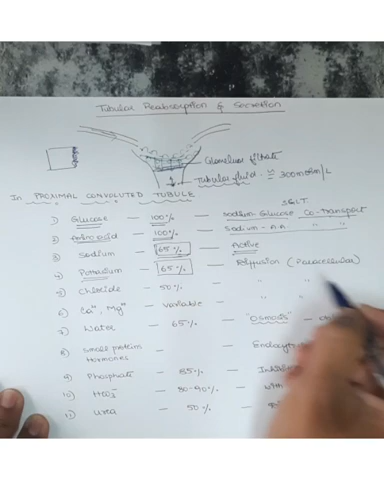 Tubular Reabsorption & Secretion
Glomerular filtrate
Tubular fluid ≅ 300mosm/L
In PROXIMAL CONVOLUTED TUBULE
SGLT
1) Glucose — 100% — Sodium-Glucose Co-transport
2) Amino acid — 100% — Sodium-A.A " "
3) Sodium — 65% — Active
4) Potassium — 65% — Diffusion (Paracellular)
5) Chloride — 50% — " "
6) Ca⁺⁺, Mg⁺⁺ — variable — " "
7) Water — 65% — "Osmosis" —
8) Small proteins — Endocyt
Hormones
9) Phosphate — 85%
10) HCO₃⁻ — 80-90%
11) Urea — 50%